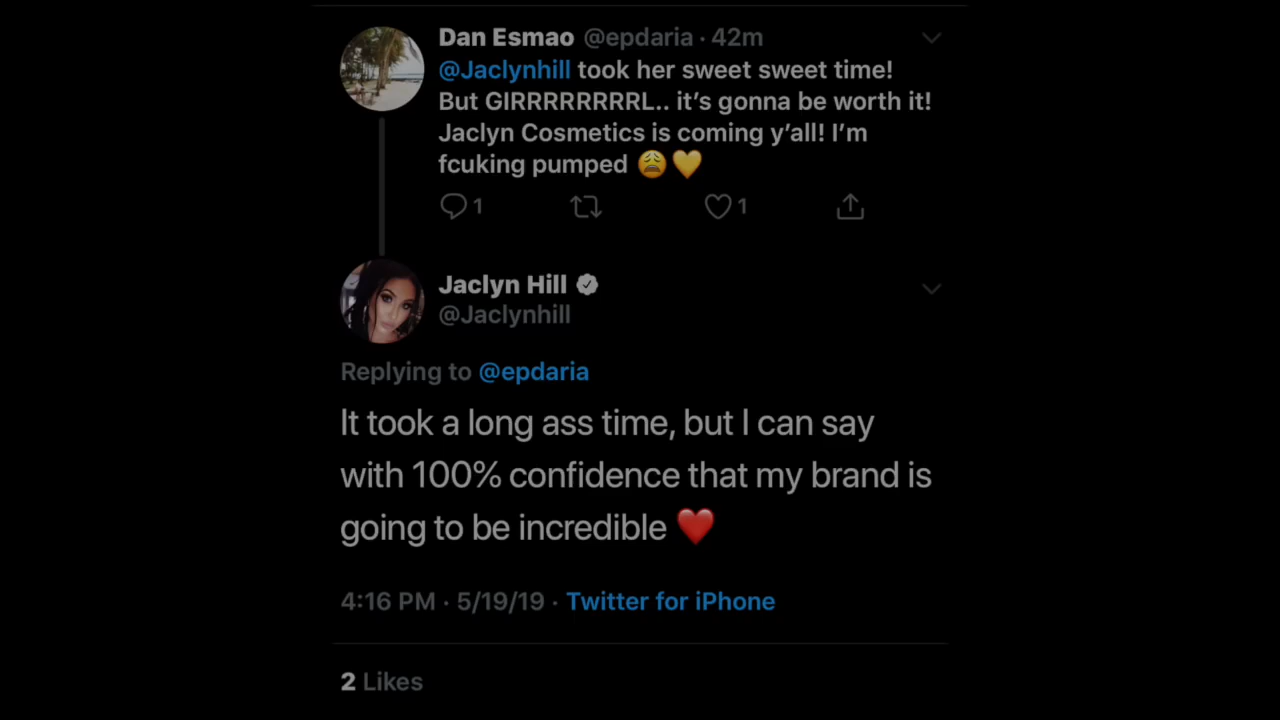 Dan Esmao @epdaria · 42m
@Jaclynhill took her sweet sweet time!
But GIRRRRRRRRL.. it’s gonna be worth it!
Jaclyn Cosmetics is coming y’all! I’m
fcuking pumped 😩💛
1 1
Jaclyn Hill
@Jaclynhill
Replying to @epdaria
It took a long ass time, but I can say
with 100% confidence that my brand is
going to be incredible ❤️
4:16 PM · 5/19/19 · Twitter for iPhone
2 Likes